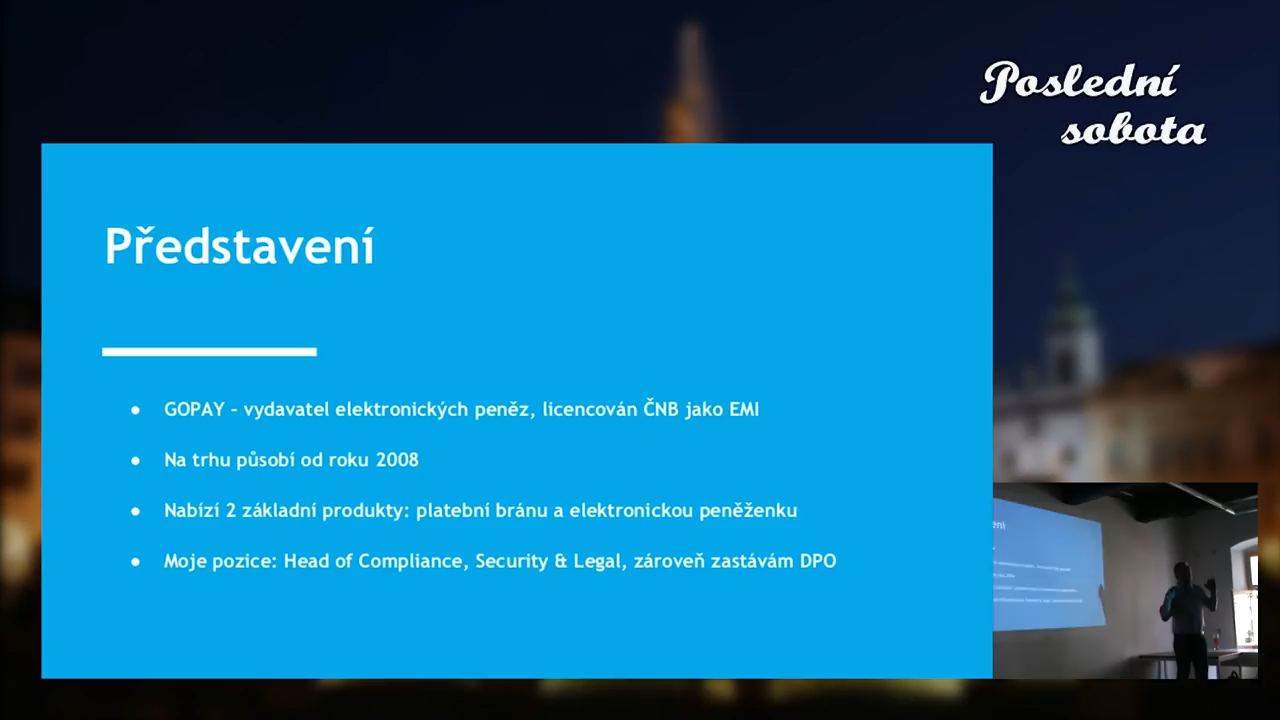 Poslední
sobota
Představení
● GOPAY – vydavatel elektronických peněz, licencován ČNB jako EMI
● Na trhu působí od roku 2008
● Nabízí 2 základní produkty: platební bránu a elektronickou peněženku
● Moje pozice: Head of Compliance, Security & Legal, zároveň zastávám DPO